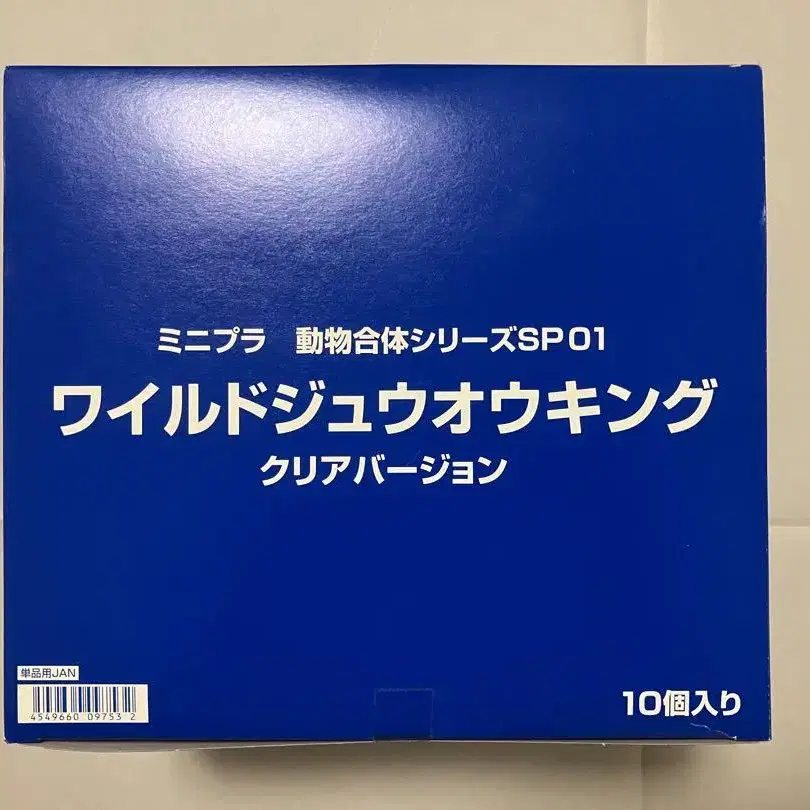 ミニプラ 動物合体シリーズSP01
ワイルドジュウオウキング
クリアバージョン
単品用JAN
4549660 09753 2
10個入り